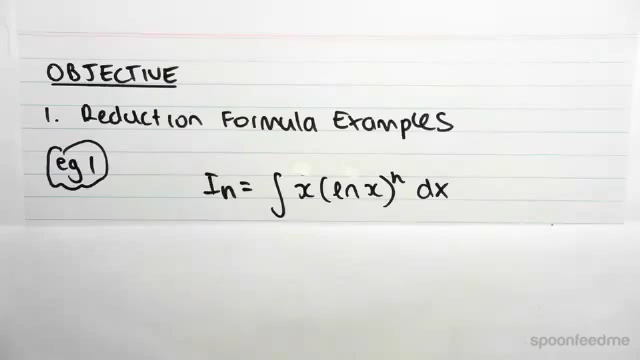 OBJECTIVE
1. Reduction Formula Examples
eg 1
Iₙ = ∫ x(ln x)ⁿ dx
spoonfeedme